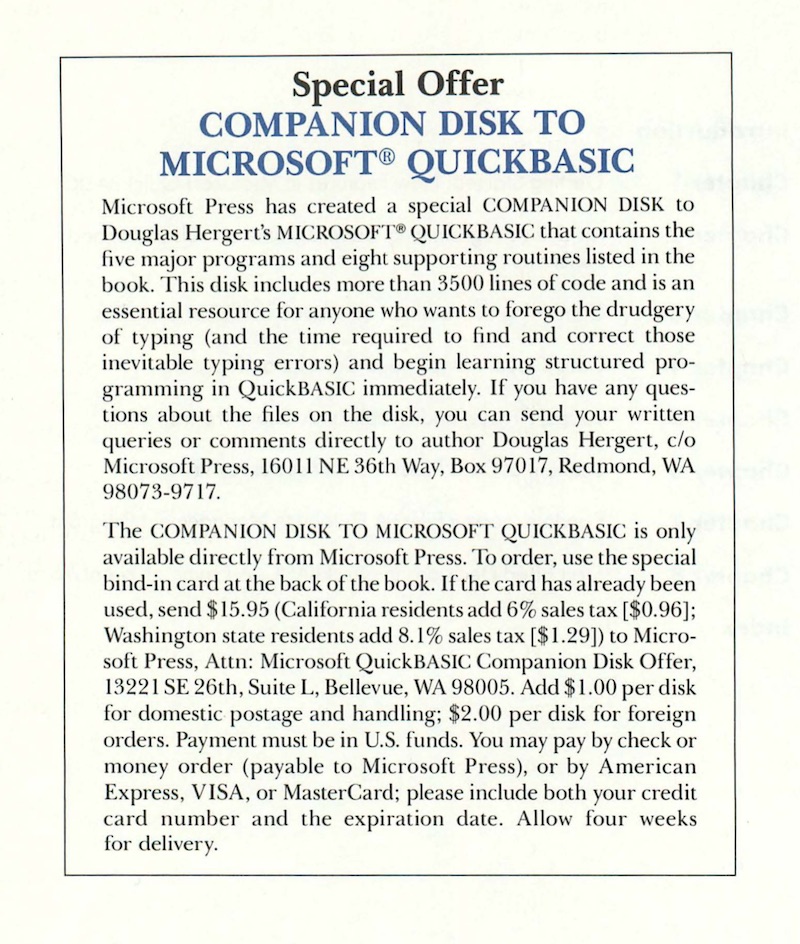 Special Offer
COMPANION DISK TO
MICROSOFT® QUICKBASIC
Microsoft Press has created a special COMPANION DISK to
Douglas Hergert's MICROSOFT® QUICKBASIC that contains the
five major programs and eight supporting routines listed in the
book. This disk includes more than 3500 lines of code and is an
essential resource for anyone who wants to forego the drudgery
of typing (and the time required to find and correct those
inevitable typing errors) and begin learning structured pro-
gramming in QuickBASIC immediately. If you have any ques-
tions about the files on the disk, you can send your written
queries or comments directly to author Douglas Hergert, c/o
Microsoft Press, 16011 NE 36th Way, Box 97017, Redmond, WA
98073-9717.
The COMPANION DISK TO MICROSOFT QUICKBASIC is only
available directly from Microsoft Press. To order, use the special
bind-in card at the back of the book. If the card has already been
used, send $15.95 (California residents add 6% sales tax [$0.96];
Washington state residents add 8.1% sales tax [$1.29]) to Micro-
soft Press, Attn: Microsoft QuickBASIC Companion Disk Offer,
13221 SE 26th, Suite L, Bellevue, WA 98005. Add $1.00 per disk
for domestic postage and handling; $2.00 per disk for foreign
orders. Payment must be in U.S. funds. You may pay by check or
money order (payable to Microsoft Press), or by American
Express, VISA, or MasterCard; please include both your credit
card number and the expiration date. Allow four weeks
for delivery.